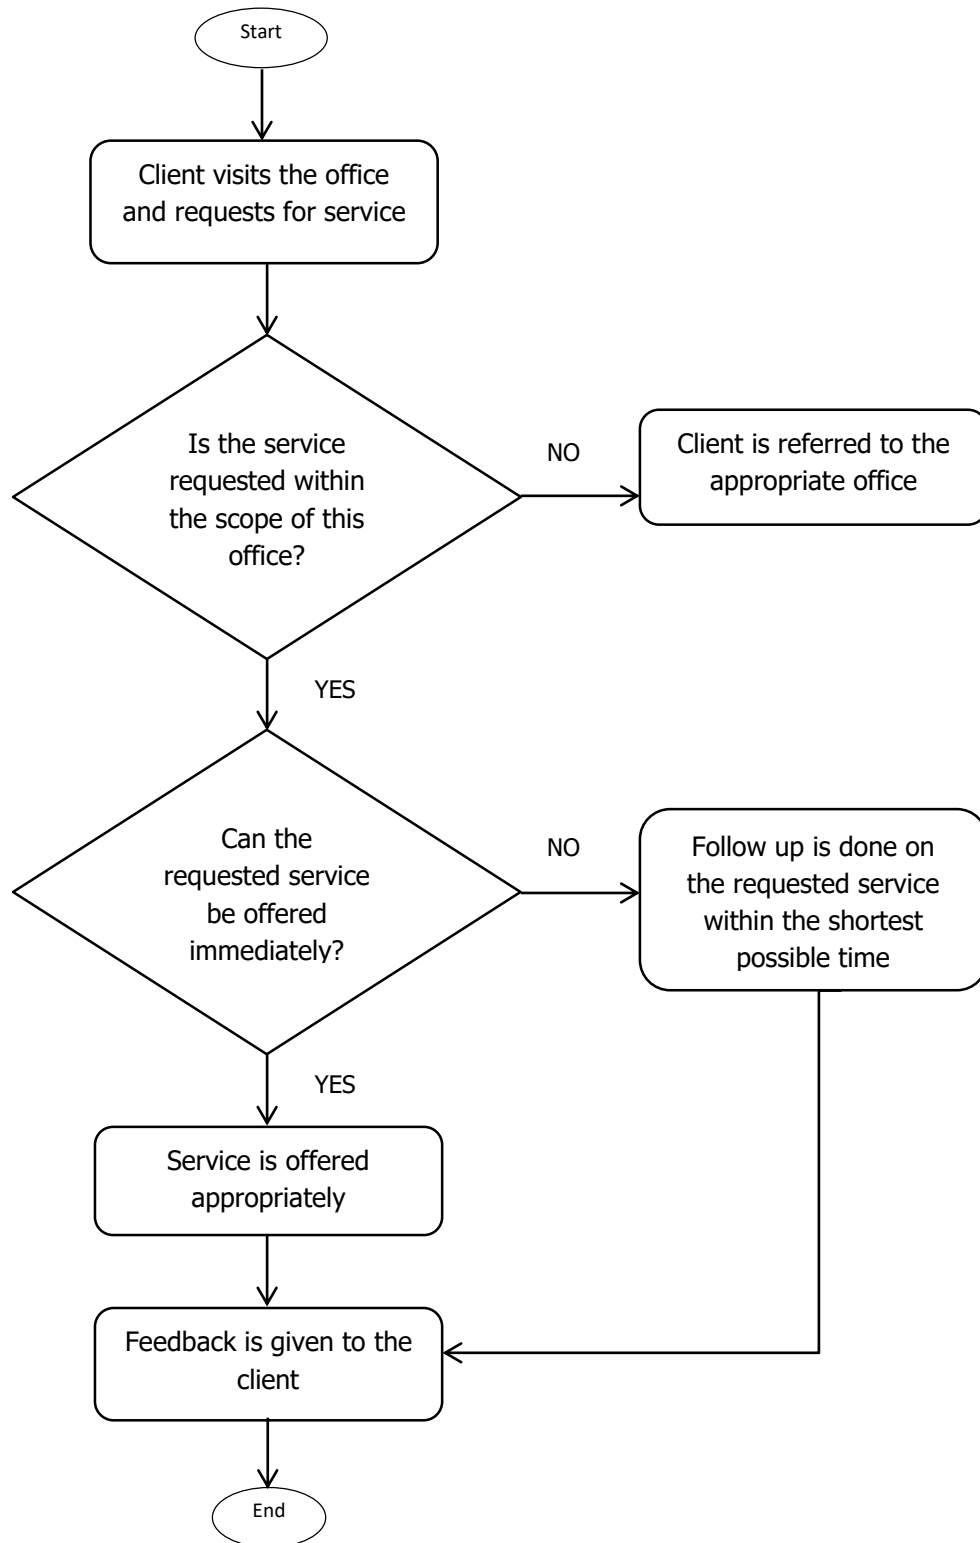 Start
Client visits the office
and requests for service
Is the service
requested within
the scope of this
office?
NO
Client is referred to the
appropriate office
YES
Can the
requested service
be offered
immediately?
NO
Follow up is done on
the requested service
within the shortest
possible time
YES
Service is offered
appropriately
Feedback is given to the
client
End